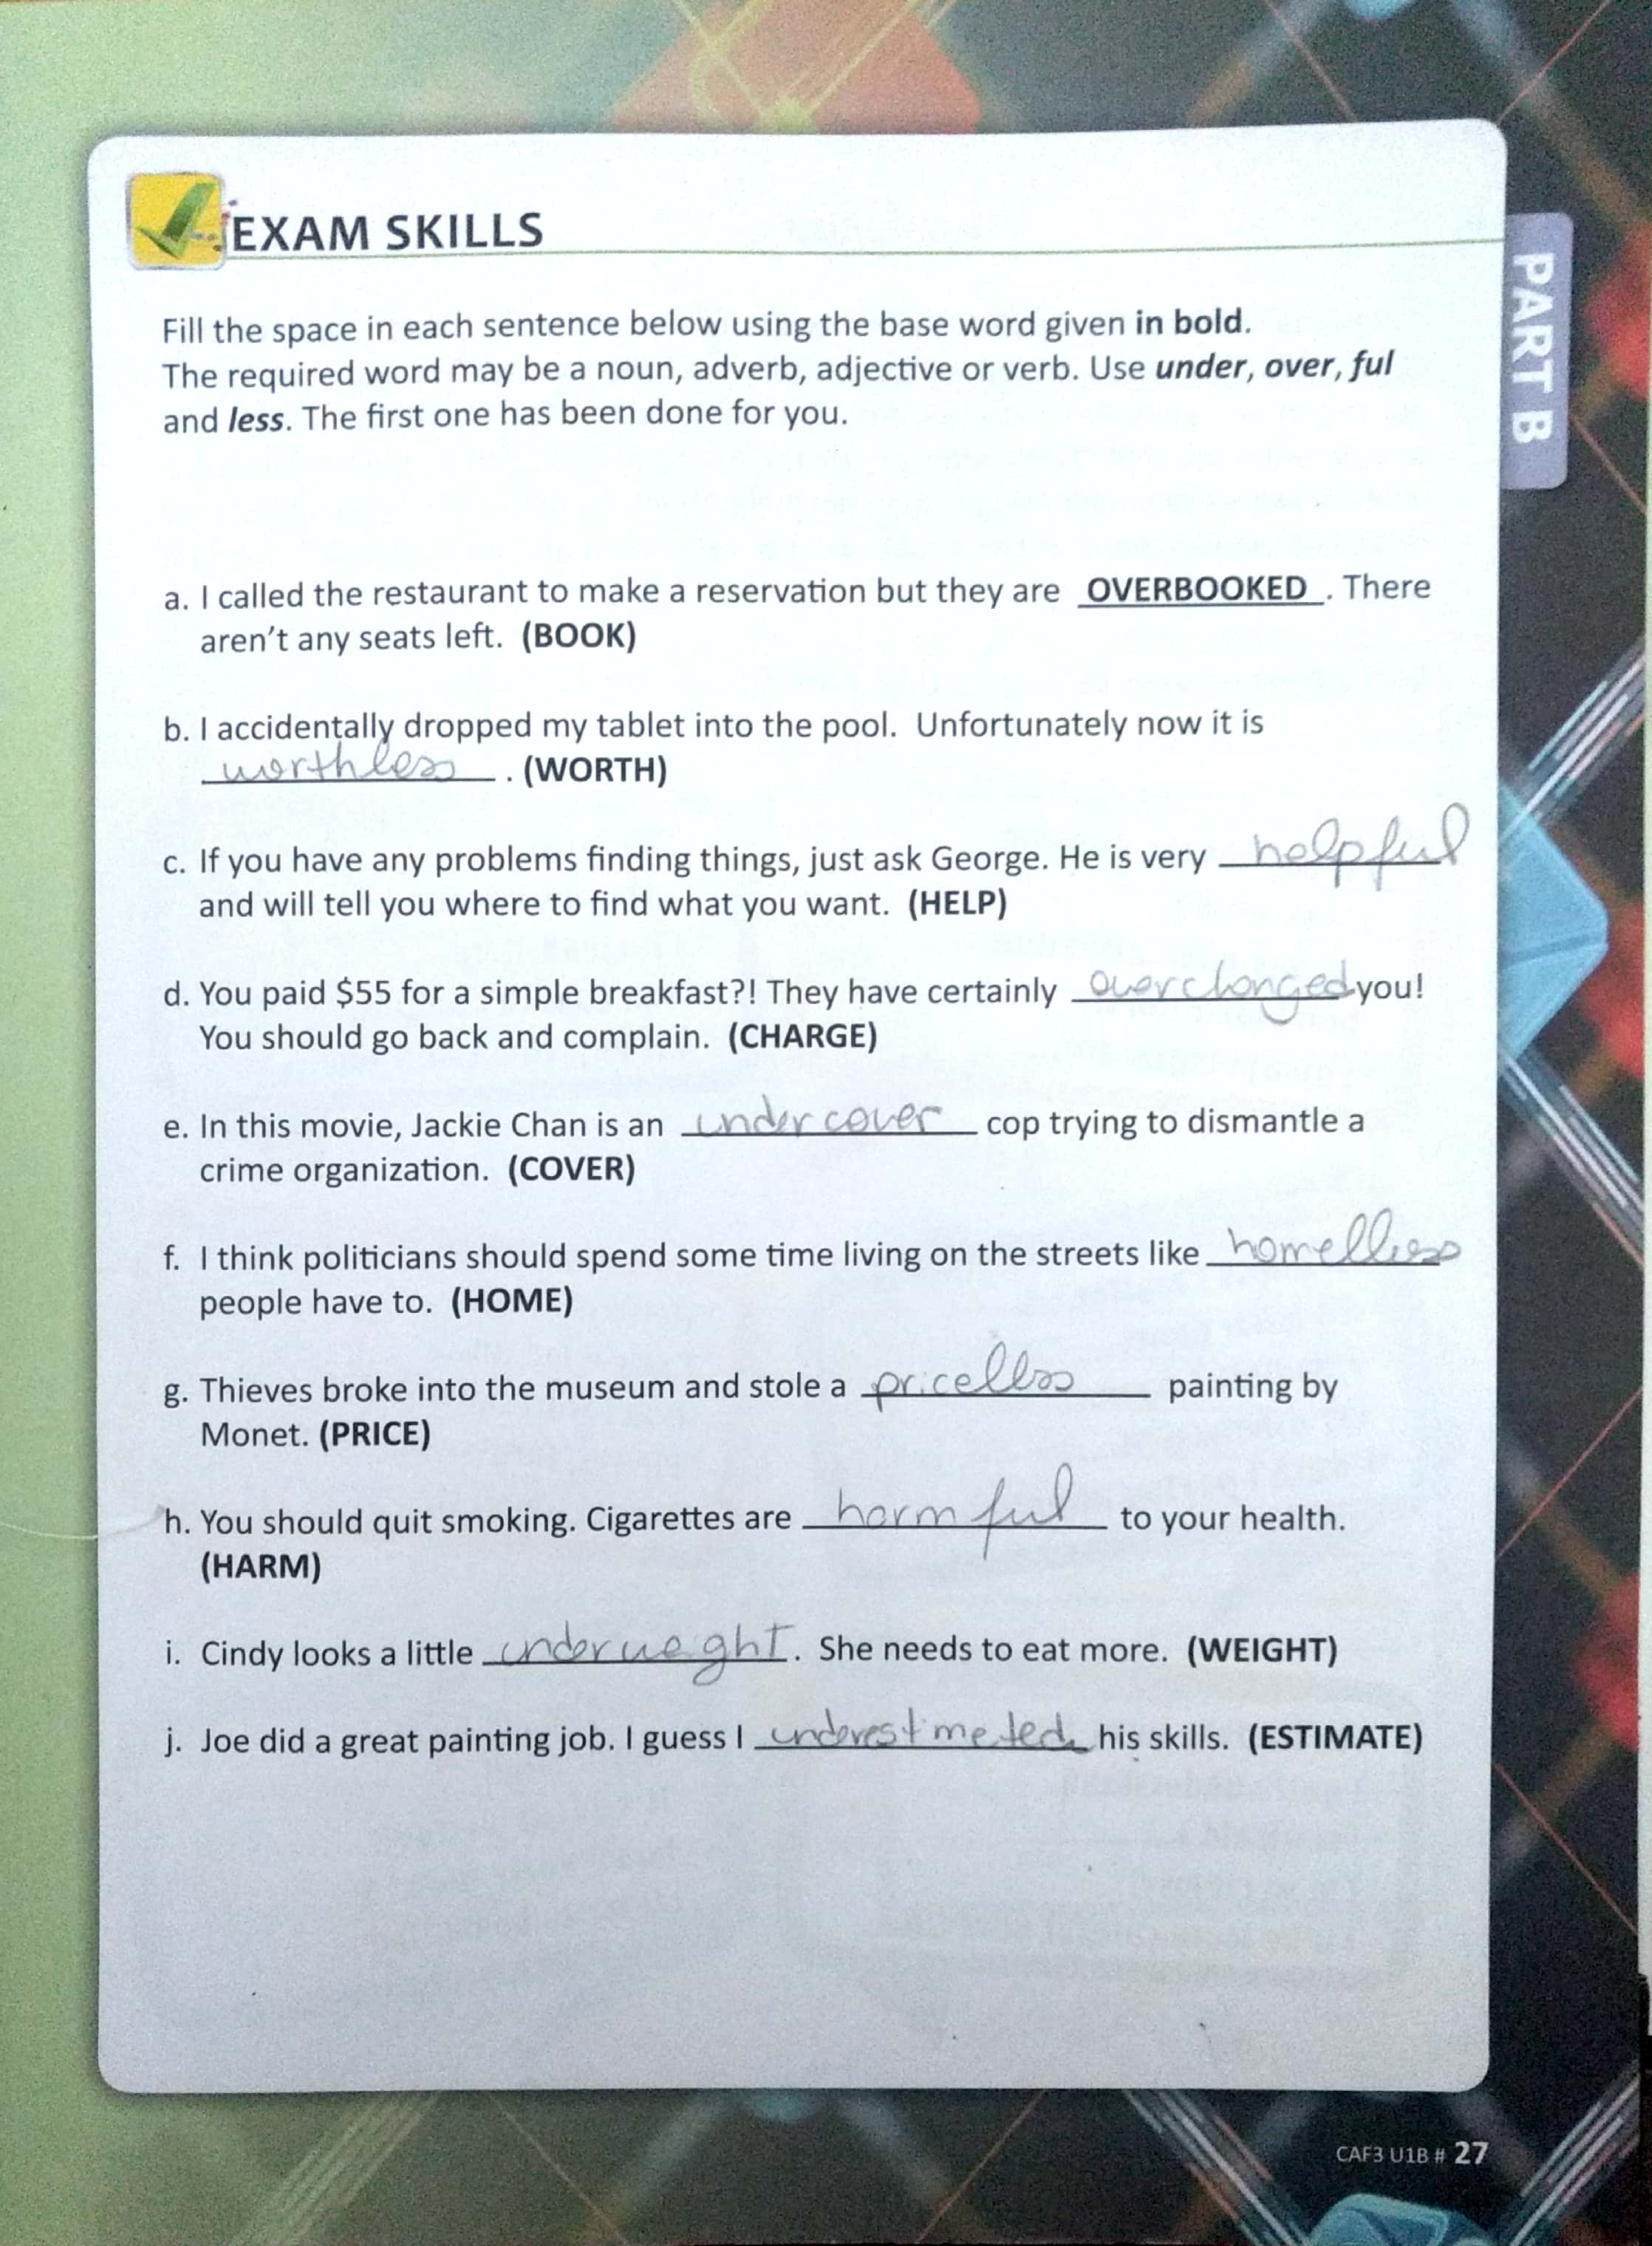 EXAM SKILLS
PART B
Fill the space in each sentence below using the base word given in bold.
The required word may be a noun, adverb, adjective or verb. Use under, over, ful
and less. The first one has been done for you.
a. I called the restaurant to make a reservation but they are OVERBOOKED. There
aren't any seats left. (BOOK)
b. I accidentally dropped my tablet into the pool. Unfortunately now it is
worthless. (WORTH)
c. If you have any problems finding things, just ask George. He is very helpful
and will tell you where to find what you want. (HELP)
d. You paid $55 for a simple breakfast?! They have certainly overchanged you!
You should go back and complain. (CHARGE)
e. In this movie, Jackie Chan is an undercover cop trying to dismantle a
crime organization. (COVER)
f. I think politicians should spend some time living on the streets like homelless
people have to. (HOME)
g. Thieves broke into the museum and stole a priceless painting by
Monet. (PRICE)
h. You should quit smoking. Cigarettes are harmful to your health.
(HARM)
i. Cindy looks a little underweght. She needs to eat more. (WEIGHT)
j. Joe did a great painting job. I guess I underestimeted his skills. (ESTIMATE)
CAF3 U1B # 27